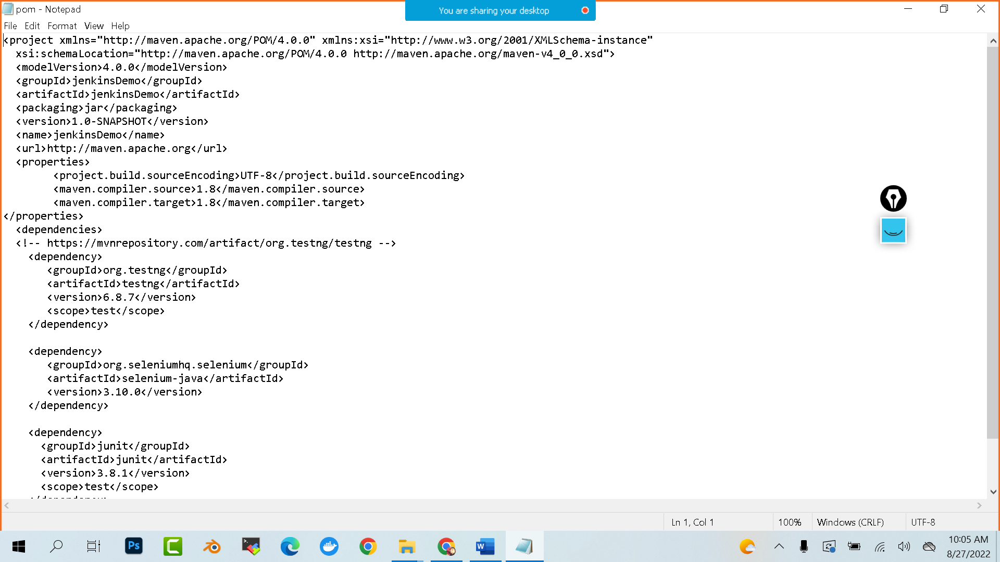 pom - Notepad
You are sharing your desktop
File Edit Format View Help
<project xmlns="http://maven.apache.org/POM/4.0.0" xmlns:xsi="http://www.w3.org/2001/XMLSchema-instance"
  xsi:schemaLocation="http://maven.apache.org/POM/4.0.0 http://maven.apache.org/maven-v4_0_0.xsd">
  <modelVersion>4.0.0</modelVersion>
  <groupId>jenkinsDemo</groupId>
  <artifactId>jenkinsDemo</artifactId>
  <packaging>jar</packaging>
  <version>1.0-SNAPSHOT</version>
  <name>jenkinsDemo</name>
  <url>http://maven.apache.org</url>
  <properties>
        <project.build.sourceEncoding>UTF-8</project.build.sourceEncoding>
        <maven.compiler.source>1.8</maven.compiler.source>
        <maven.compiler.target>1.8</maven.compiler.target>
</properties>
  <dependencies>
  <!-- https://mvnrepository.com/artifact/org.testng/testng -->
    <dependency>
       <groupId>org.testng</groupId>
       <artifactId>testng</artifactId>
       <version>6.8.7</version>
       <scope>test</scope>
    </dependency>

    <dependency>
       <groupId>org.seleniumhq.selenium</groupId>
       <artifactId>selenium-java</artifactId>
       <version>3.10.0</version>
    </dependency>

    <dependency>
      <groupId>junit</groupId>
      <artifactId>junit</artifactId>
      <version>3.8.1</version>
      <scope>test</scope>
    </dependency>
Ln 1, Col 1
100%
Windows (CRLF)
UTF-8
Ps
C
W
10:05 AM
8/27/2022